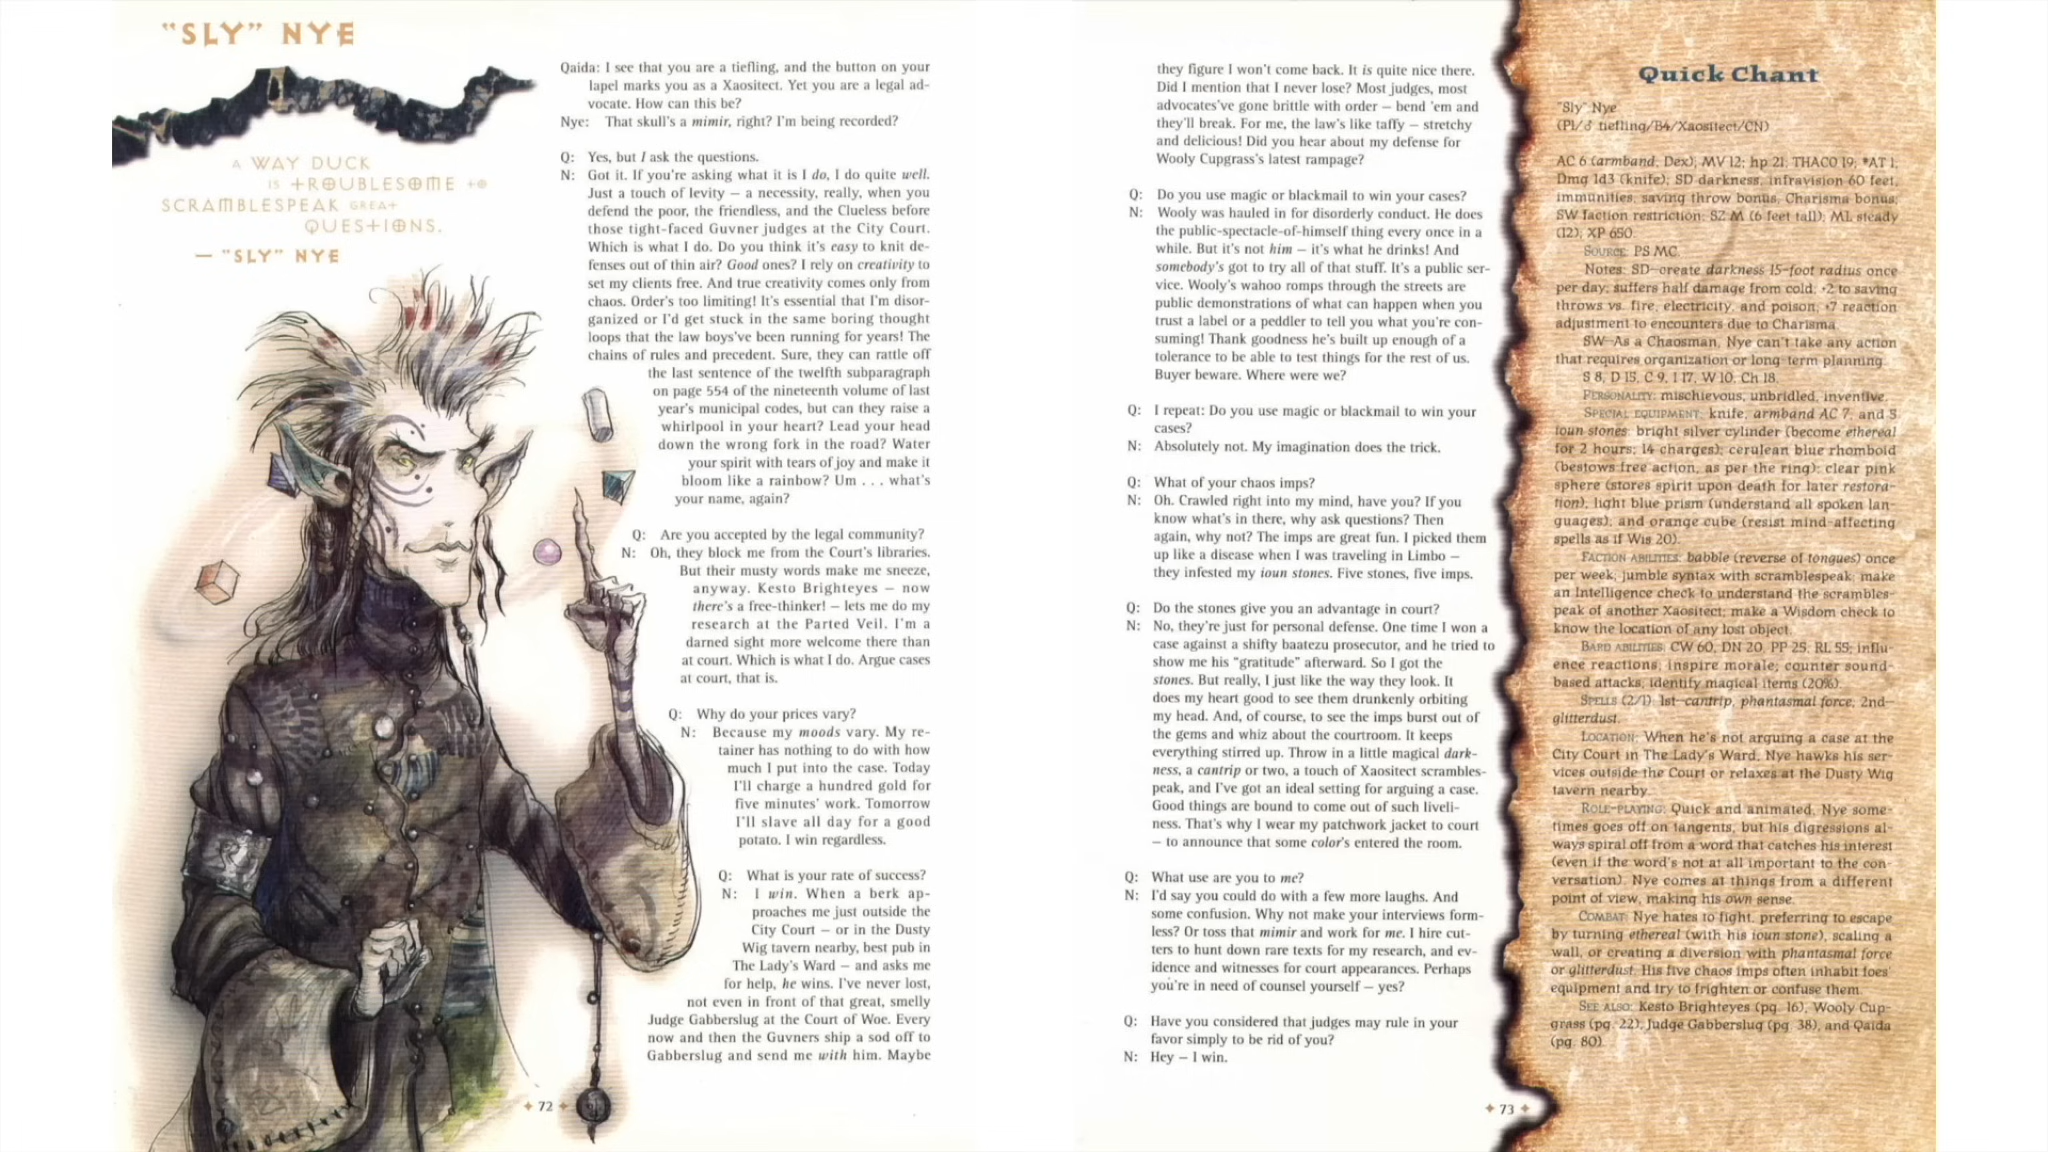 "SLY" NYE
A WAY DUCK
IS TROUBLESOME TO
SCRAMBLESPEAK GREAT
QUESTIONS.
— "SLY" NYE
Qaida: I see that you are a tiefling, and the button on your
lapel marks you as a Xaositect. Yet you are a legal ad-
vocate. How can this be?
Nye: That skull's a mimir, right? I'm being recorded?
Q: Yes, but I ask the questions.
N: Got it. If you're asking what it is I do, I do quite well.
Just a touch of levity — a necessity, really, when you
defend the poor, the friendless, and the Clueless before
those tight-faced Guvner judges at the City Court.
Which is what I do. Do you think it's easy to knit de-
fenses out of thin air? Good ones? I rely on creativity to
set my clients free. And true creativity comes only from
chaos. Order's too limiting! It's essential that I'm disor-
ganized or I'd get stuck in the same boring thought
loops that the law boys've been running for years! The
chains of rules and precedent. Sure, they can rattle off
the last sentence of the twelfth subparagraph
on page 554 of the nineteenth volume of last
year's municipal codes, but can they raise a
whirlpool in your heart? Lead your heart
down the wrong fork in the road? Water
your spirit with tears of joy and make it
bloom like a rainbow? Um . . . what's
your name, again?
Q: Are you accepted by the legal community?
N: Oh, they block me from the Court's libraries.
But their musty words make me sneeze,
anyway. Kesto Brighteyes — now
there's a free-thinker! — lets me do my
research at the Parted Veil. I'm a
darned sight more welcome there than
at court. Which is what I do. Argue cases
at court, that is.
Q: Why do your prices vary?
N: Because my moods vary. My re-
tainer has nothing to do with how
much I put into the case. Today
I'll charge a hundred gold for
five minutes' work. Tomorrow
I'll slave all day for a good
potato. I win regardless.
Q: What is your rate of success?
N: I win. When a berk ap-
proaches me just outside the
City Court — or in the Dusty
Wig tavern nearby, best pub in
The Lady's Ward — and asks me
for help, he wins. I've never lost,
not even in front of that great, smelly
Judge Gabberslug at the Court of Woe. Every
now and then the Guvners ship a sod off to
Gabberslug and send me with him. Maybe
72
they figure I won't come back. It is quite nice there.
Did I mention that I never lose? Most judges, most
advocates've gone brittle with order — bend 'em and
they'll break. For me, the law's like taffy — stretchy
and delicious! Did you hear about my defense for
Wooly Cupgrass's latest rampage?
Q: Do you use magic or blackmail to win your cases?
N: Wooly was hauled in for disorderly conduct. He does
the public-spectacle-of-himself thing every once in a
while. But it's not him — it's what he drinks! And
somebody's got to try all of that stuff. It's a public ser-
vice. Wooly's wahoo romps through the streets are
public demonstrations of what can happen when you
trust a label or a peddler to tell you what you're con-
suming! Thank goodness he's built up enough of a
tolerance to be able to test things for the rest of us.
Buyer beware. Where were we?
Q: I repeat: Do you use magic or blackmail to win your
cases?
N: Absolutely not. My imagination does the trick.
Q: What of your chaos imps?
N: Oh. Crawled right into my mind, have you? If you
know what's in there, why ask questions? Then
again, why not? The imps are great fun. I picked them
up like a disease when I was traveling in Limbo —
they infested my ioun stones. Five stones, five imps.
Q: Do the stones give you an advantage in court?
N: No, they're just for personal defense. One time I won a
case against a shifty baatezu prosecutor, and he tried to
show me his "gratitude" afterward. So I got the
stones. But really, I just like the way they look. It
does my heart good to see them drunkenly orbiting
my head. And, of course, to see the imps burst out of
the gems and whiz about the courtroom. It keeps
everything stirred up. Throw in a little magical dark-
ness, a cantrip or two, a touch of Xaositect scrambles-
peak, and I've got an ideal setting for arguing a case.
Good things are bound to come out of such liveli-
ness. That's why I wear my patchwork jacket to court
— to announce that some color's entered the room.
Q: What use are you to me?
N: I'd say you could do with a few more laughs. And
some confusion. Why not make your interviews form-
less? Or toss that mimir and work for me. I hire cut-
ters to hunt down rare texts for my research, and ev-
idence and witnesses for court appearances. Perhaps
you're in need of counsel yourself — yes?
Q: Have you considered that judges may rule in your
favor simply to be rid of you?
N: Hey — I win.
73
Quick Chant
"Sly" Nye
(Pl/♂ tiefling/B4/Xaositect/CN)
AC 6 (armband, Dex); MV 12; hp 21; THAC0 19; #AT 1;
Dmg 1d3 (knife); SD darkness, infravision 60 feet,
immunities, saving throw bonus, Charisma bonus;
SW faction restriction; SZ M (6 feet tall); ML steady
(12); XP 650.
SOURCE: PS MC.
Notes: SD—create darkness 15-foot radius once
per day; suffers half damage from cold; +2 to saving
throws vs. fire, electricity, and poison; +7 reaction
adjustment to encounters due to Charisma.
SW—As a Chaosman, Nye can't take any action
that requires organization or long-term planning.
S 8, D 15, C 9, I 17, W 10, Ch 18.
PERSONALITY: mischievous, unbridled, inventive.
SPECIAL EQUIPMENT: knife, armband AC 7, and 5
ioun stones: bright silver cylinder (become ethereal
for 2 hours; 14 charges); cerulean blue rhomboid
(bestows free action, as per the ring); clear pink
sphere (stores spirit upon death for later restora-
tion); light blue prism (understand all spoken lan-
guages); and orange cube (resist mind-affecting
spells as if Wis 20).
FACTION ABILITIES: babble (reverse of tongues) once
per week; jumble syntax with scramblespeak; make
an Intelligence check to understand the scrambles-
peak of another Xaositect; make a Wisdom check to
know the location of any lost object.
BARD ABILITIES: CW 60, DN 20, PP 25, RL 55; influ-
ence reactions; inspire morale; counter sound-
based attacks, identify magical items (20%).
SPELLS (2/1): 1st—cantrip, phantasmal force; 2nd—
glitterdust.
LOCATION: When he's not arguing a case at the
City Court in The Lady's Ward, Nye hawks his ser-
vices outside the Court or relaxes at the Dusty Wig
tavern nearby.
ROLE-PLAYING: Quick and animated, Nye some-
times goes off on tangents, but his digressions al-
ways spiral off from a word that catches his interest
(even if the word's not at all important to the con-
versation). Nye comes at things from a different
point of view, making his own sense.
COMBAT: Nye hates to fight, preferring to escape
by turning ethereal (with his ioun stone), scaling a
wall, or creating a diversion with phantasmal force
or glitterdust. His five chaos imps often inhabit foes'
equipment and try to frighten or confuse them.
SEE ALSO: Kesto Brighteyes (pg. 16), Wooly Cup-
grass (pg. 22), Judge Gabberslug (pg. 38), and Qaida
(pg. 80).